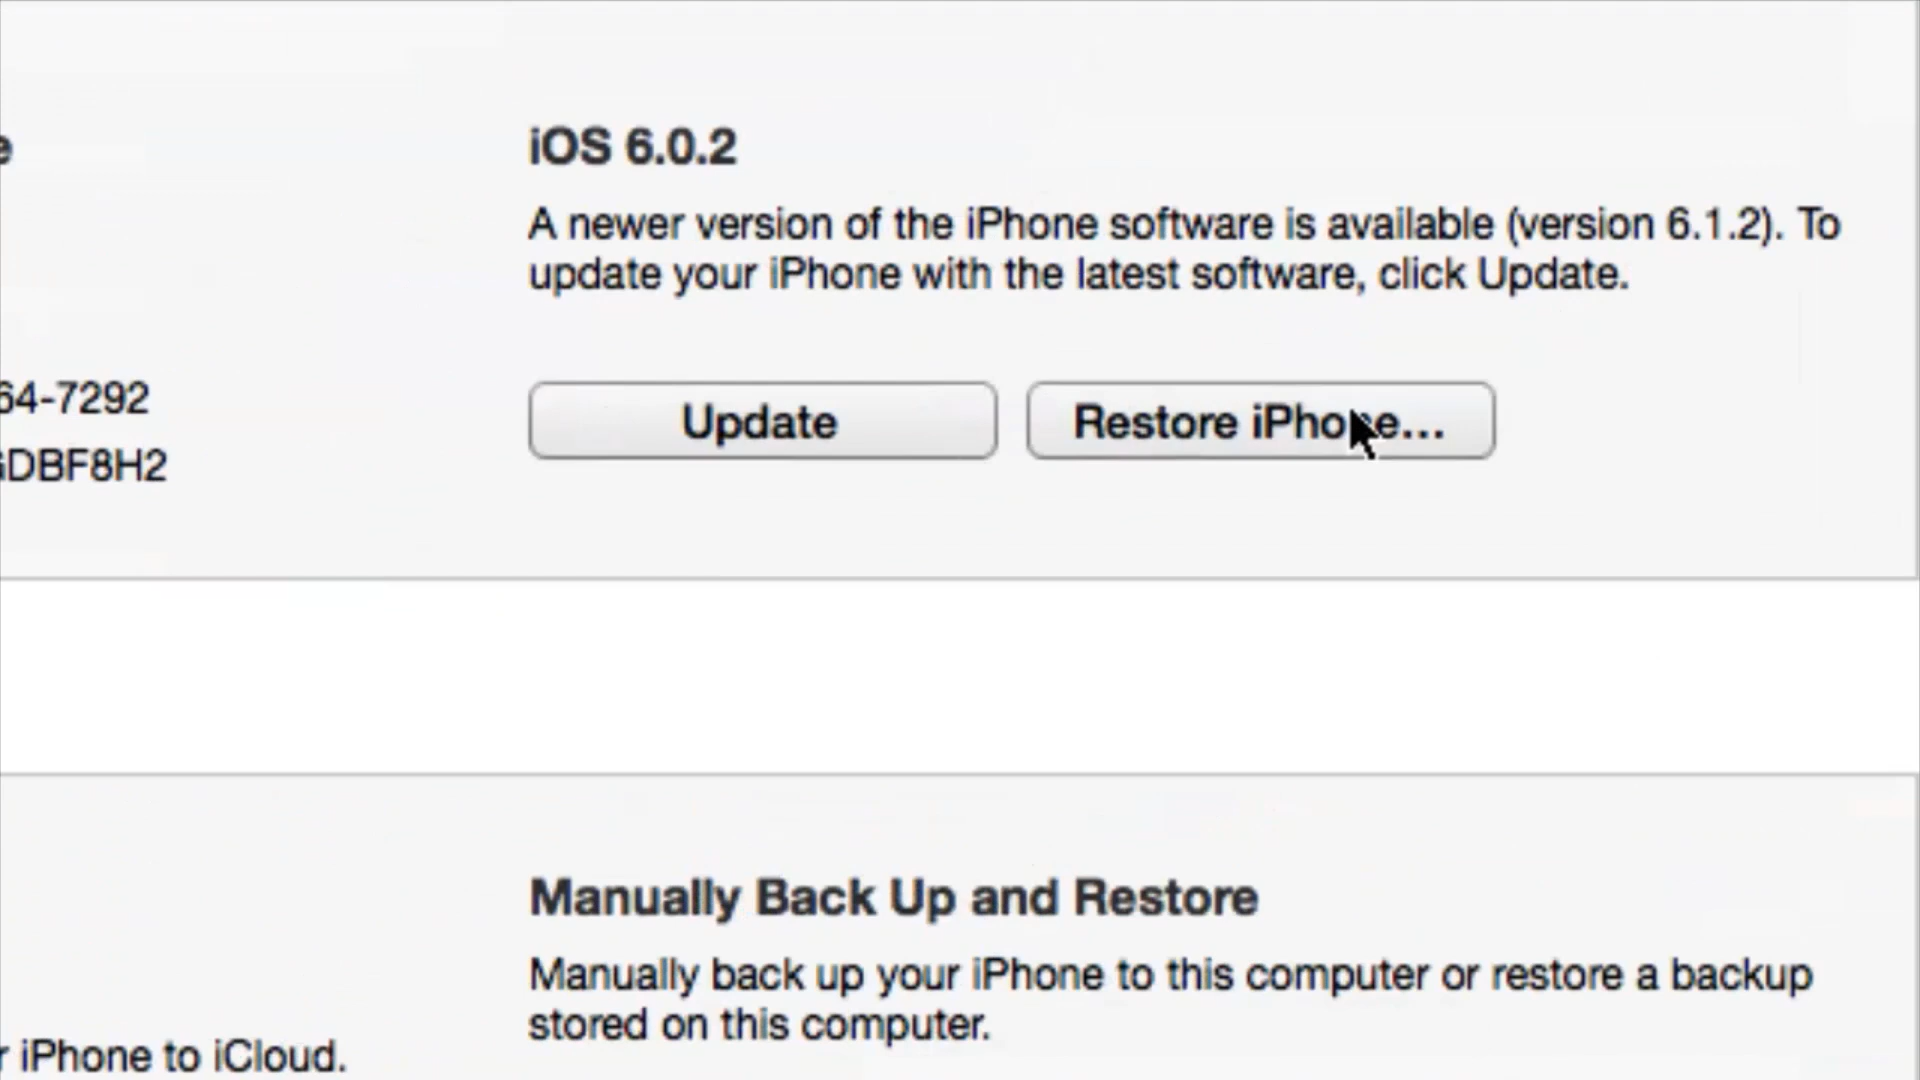 iOS 6.0.2
A newer version of the iPhone software is available (version 6.1.2). To
update your iPhone with the latest software, click Update.
64-7292
Update
Restore iPhone...
DBF8H2
Manually Back Up and Restore
Manually back up your iPhone to this computer or restore a backup
stored on this computer.
iPhone to iCloud.